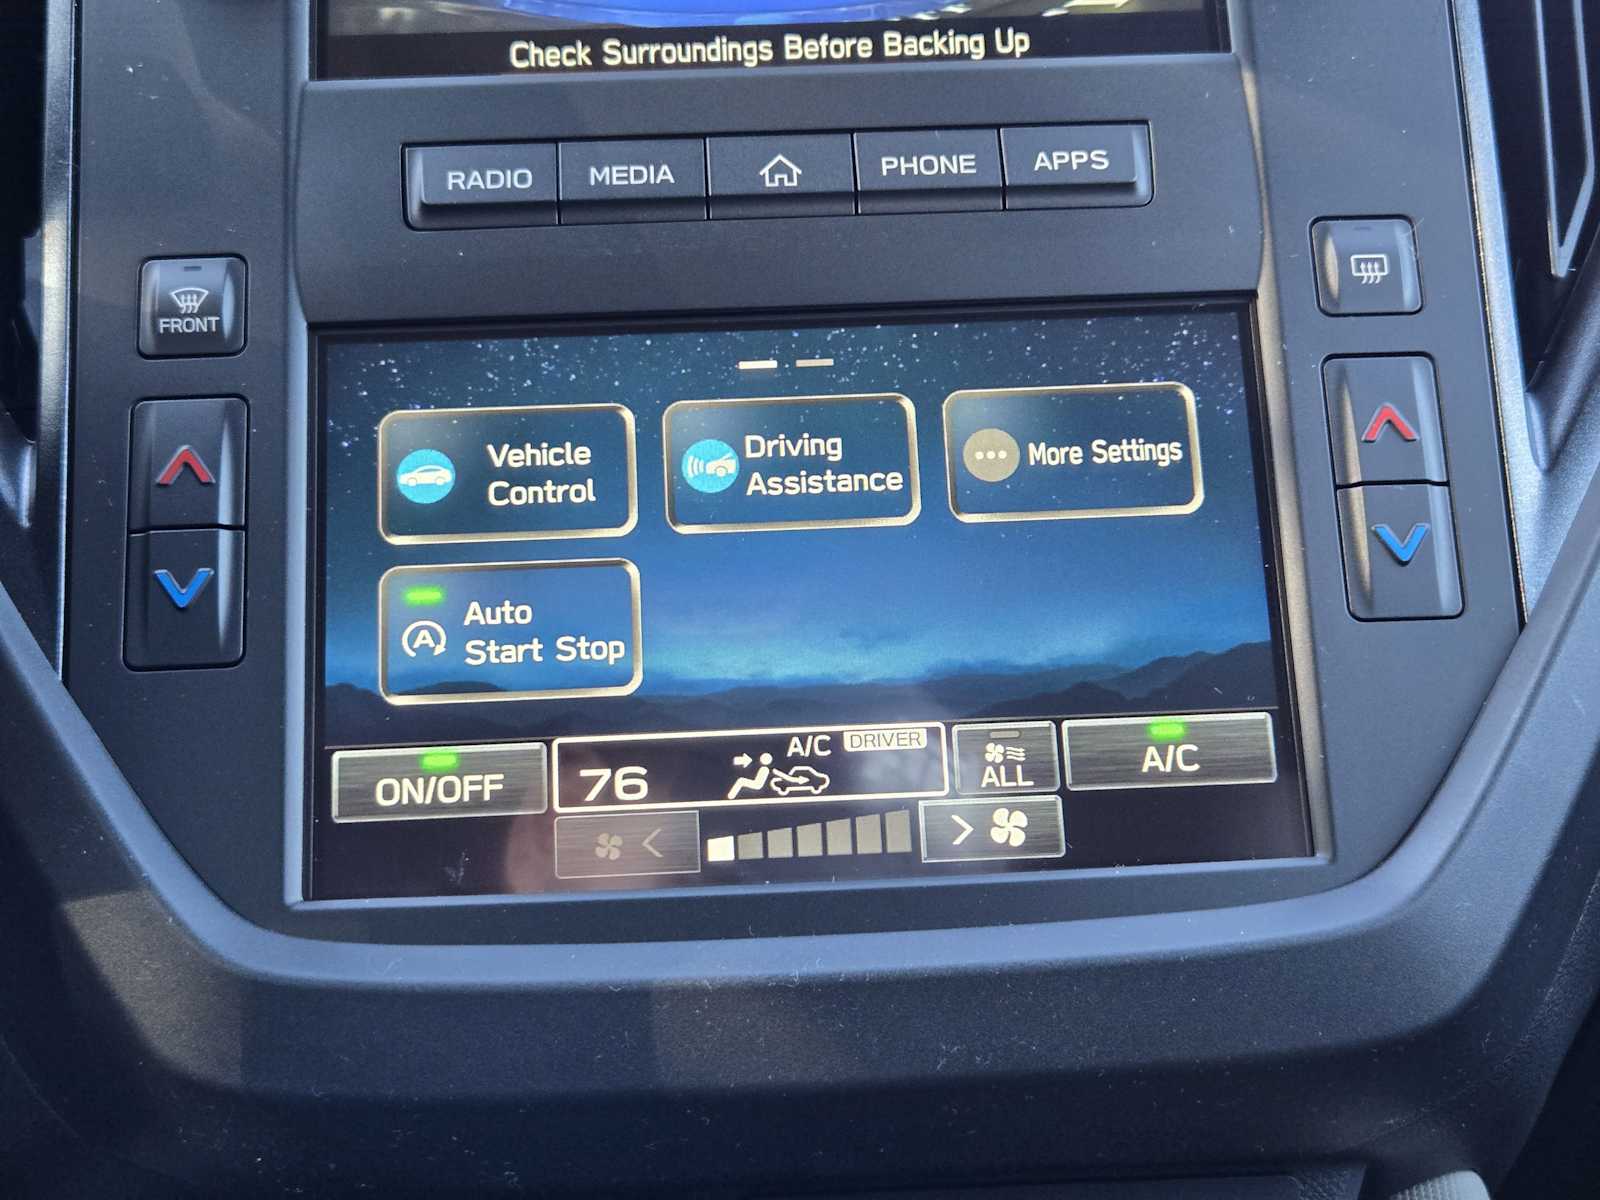 Check Surroundings Before Backing Up
RADIO
MEDIA
PHONE
APPS
FRONT
Vehicle
Control
Driving
Assistance
More Settings
A
Auto
Start Stop
ON/OFF
76
A/C
DRIVER
ALL
A/C